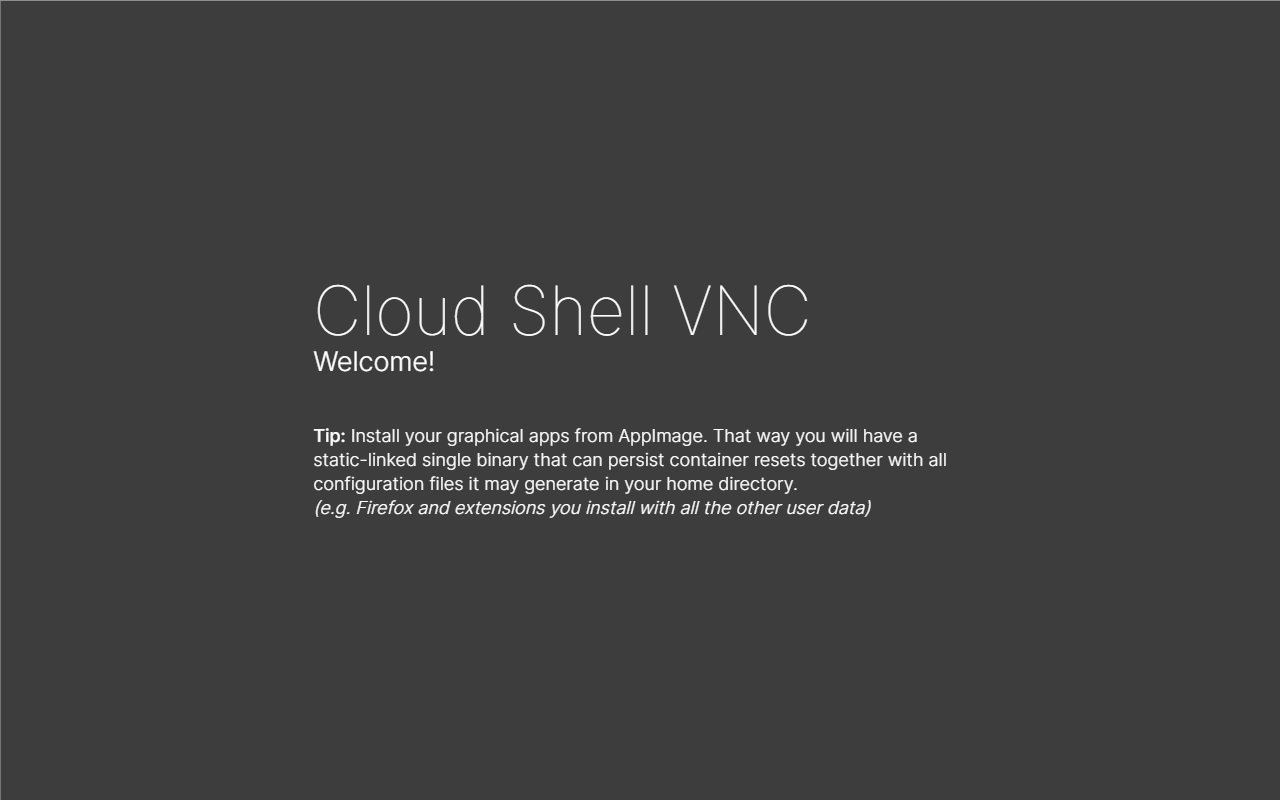 Cloud Shell VNC
Welcome!
Tip: Install your graphical apps from AppImage. That way you will have a
static-linked single binary that can persist container resets together with all
configuration files it may generate in your home directory.
(e.g. Firefox and extensions you install with all the other user data)